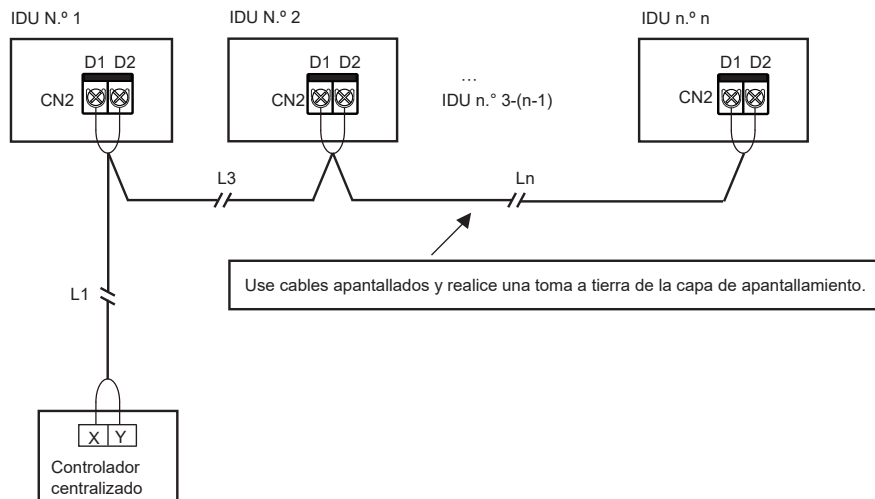 IDU N.º 1
IDU N.º 2
IDU n.º n
D1 D2
D1 D2
D1 D2
CN2
CN2
CN2
...
IDU n.° 3-(n-1)
L3
Ln
Use cables apantallados y realice una toma a tierra de la capa de apantallamiento.
L1
X Y
Controlador
centralizado